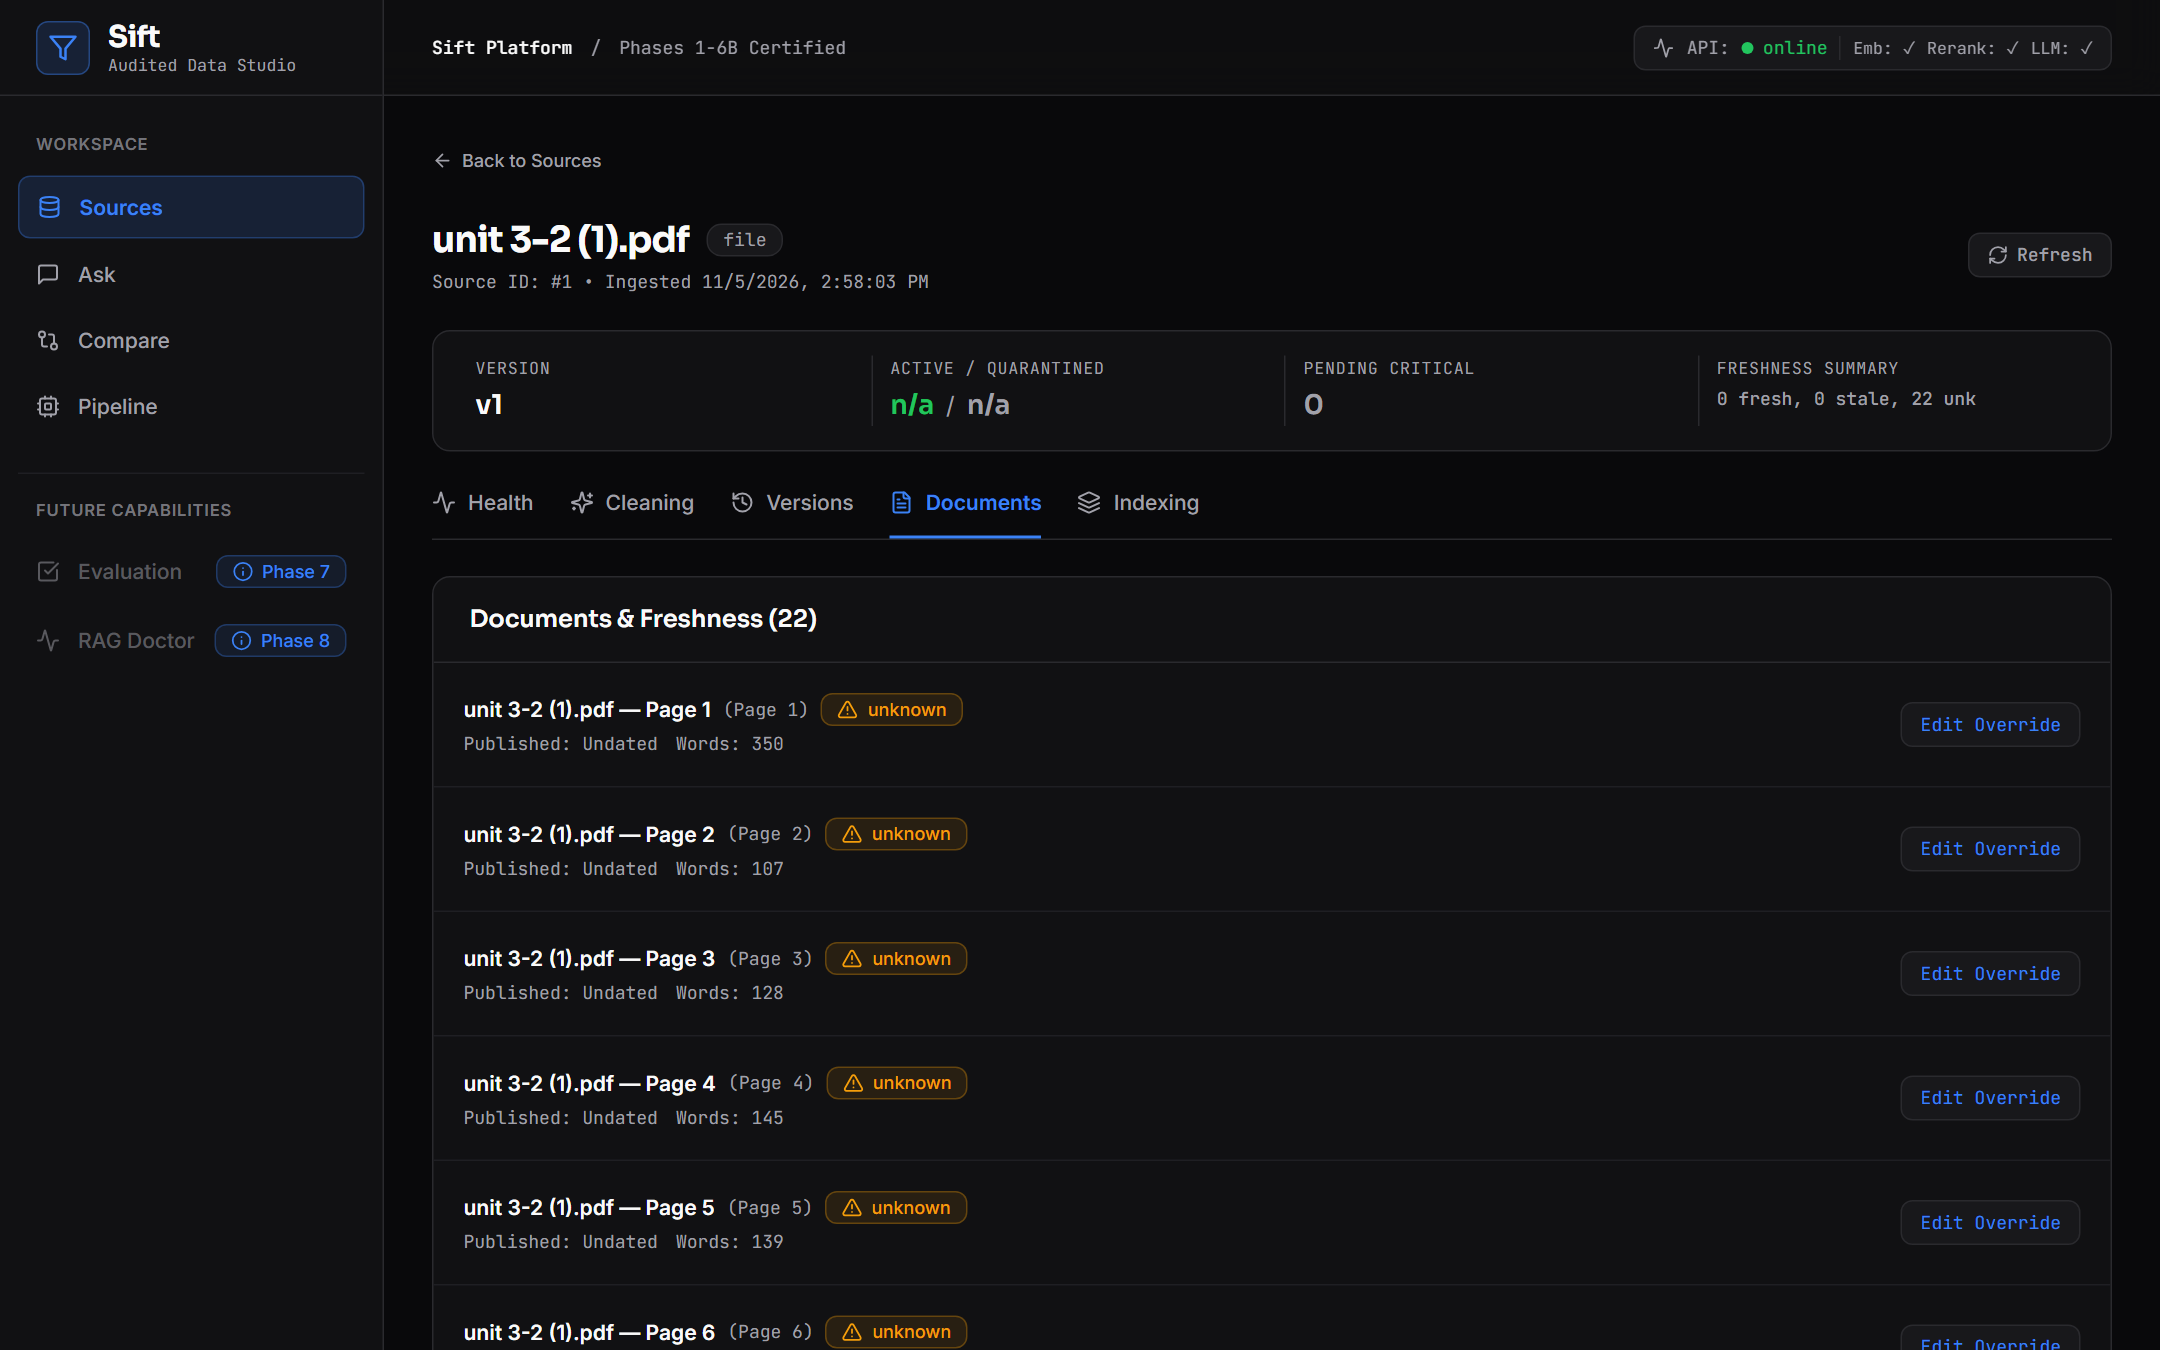 Sift
Audited Data Studio
Sift Platform / Phases 1-6B Certified
API: online Emb: ✓ Rerank: ✓ LLM: ✓
WORKSPACE
Sources
Ask
Compare
Pipeline
FUTURE CAPABILITIES
Evaluation Phase 7
RAG Doctor Phase 8
← Back to Sources
unit 3-2 (1).pdf file
Source ID: #1 • Ingested 11/5/2026, 2:58:03 PM
Refresh
VERSION
v1
ACTIVE / QUARANTINED
n/a / n/a
PENDING CRITICAL
0
FRESHNESS SUMMARY
0 fresh, 0 stale, 22 unk
Health Cleaning Versions Documents Indexing
Documents & Freshness (22)
unit 3-2 (1).pdf — Page 1 (Page 1) unknown
Published: Undated Words: 350
Edit Override
unit 3-2 (1).pdf — Page 2 (Page 2) unknown
Published: Undated Words: 107
Edit Override
unit 3-2 (1).pdf — Page 3 (Page 3) unknown
Published: Undated Words: 128
Edit Override
unit 3-2 (1).pdf — Page 4 (Page 4) unknown
Published: Undated Words: 145
Edit Override
unit 3-2 (1).pdf — Page 5 (Page 5) unknown
Published: Undated Words: 139
Edit Override
unit 3-2 (1).pdf — Page 6 (Page 6) unknown
Edit Override